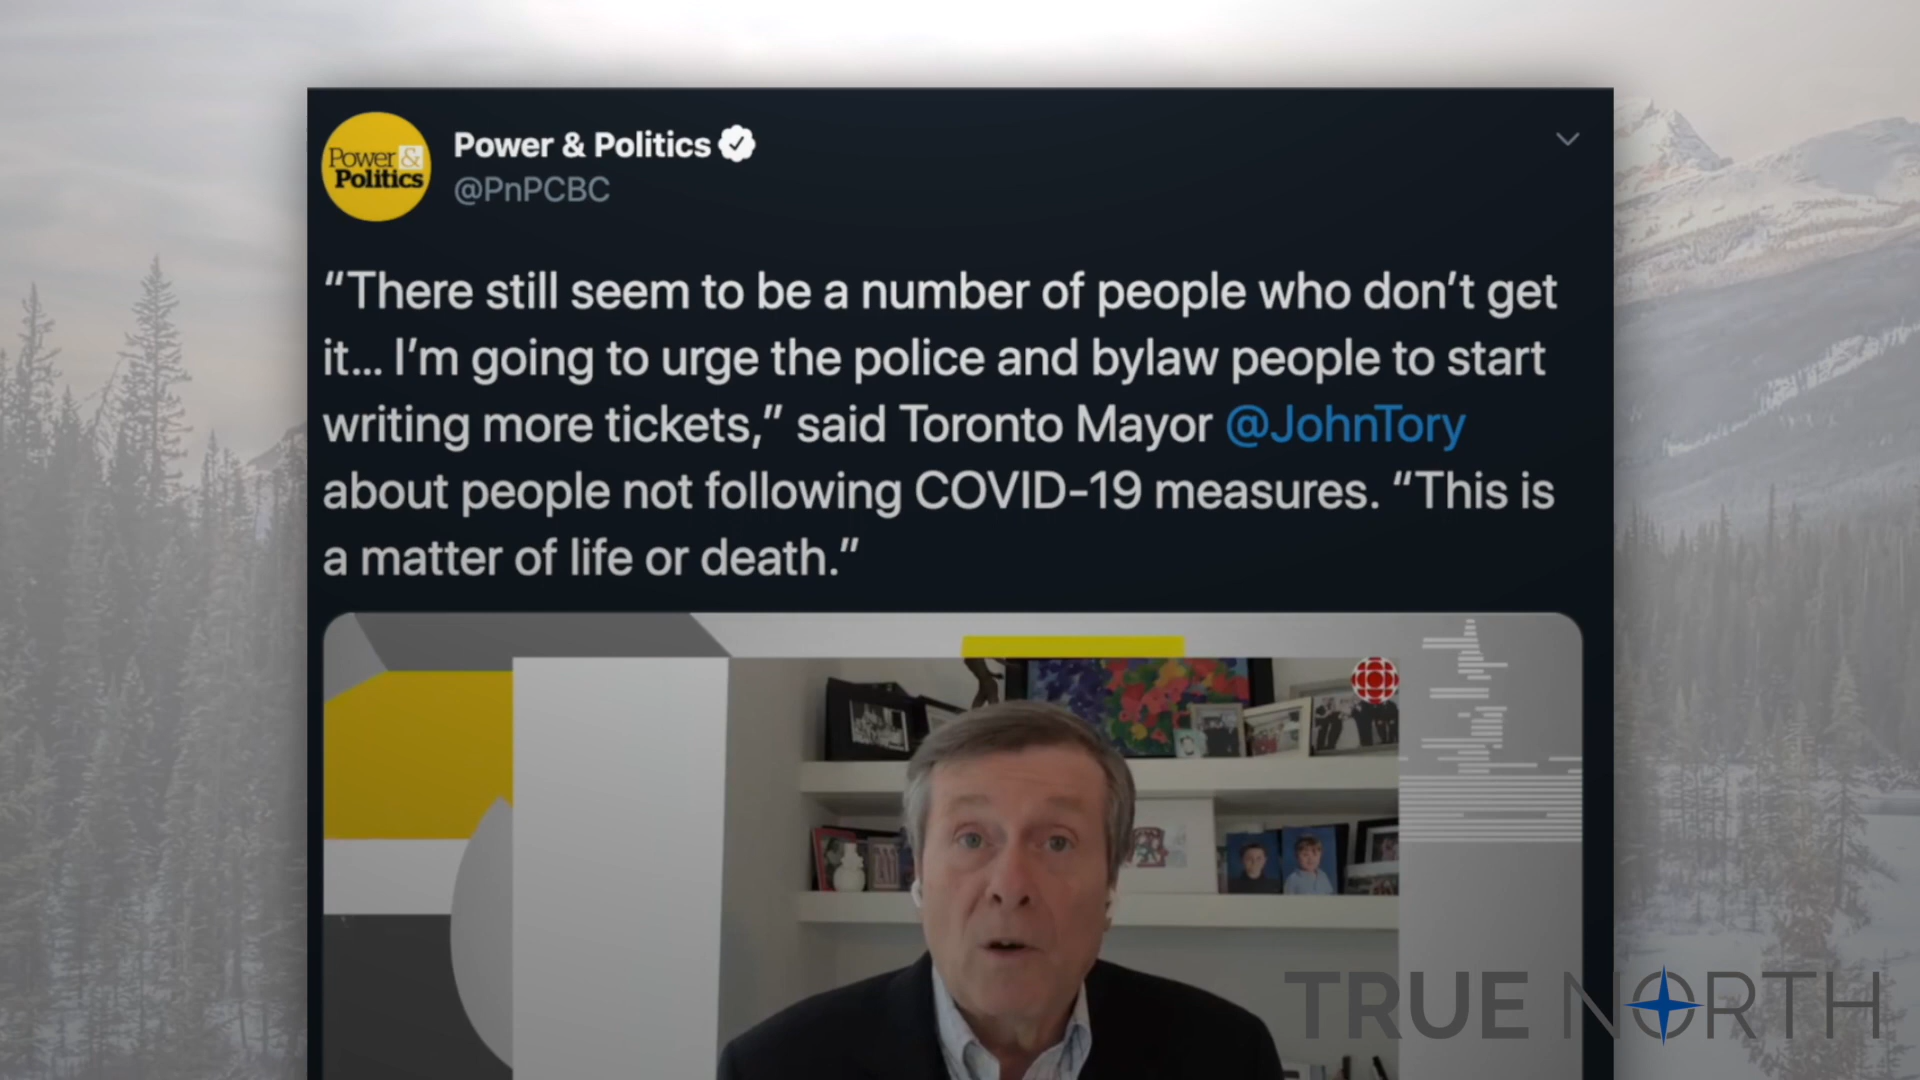 Power &
Politics
Power & Politics
@PnPCBC
“There still seem to be a number of people who don’t get
it... I’m going to urge the police and bylaw people to start
writing more tickets,” said Toronto Mayor @JohnTory
about people not following COVID-19 measures. “This is
a matter of life or death.”
TRUE NORTH